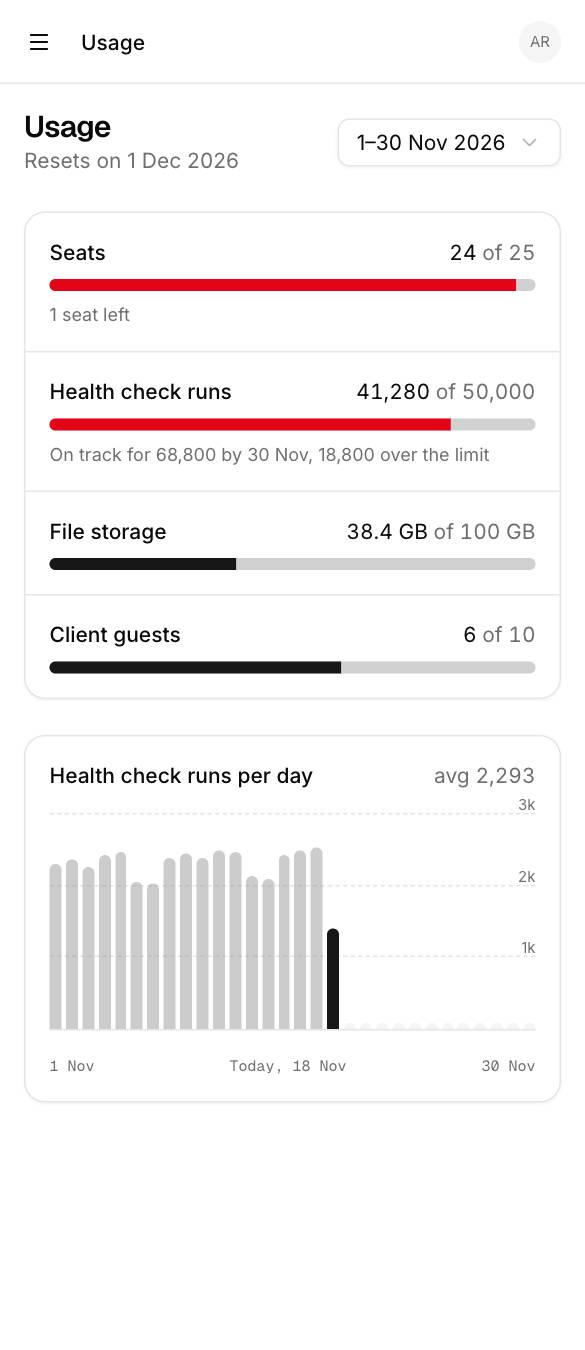 Usage
AR
Usage
Resets on 1 Dec 2026
1–30 Nov 2026
Seats
24 of 25
1 seat left
Health check runs
41,280 of 50,000
On track for 68,800 by 30 Nov, 18,800 over the limit
File storage
38.4 GB of 100 GB
Client guests
6 of 10
Health check runs per day
avg 2,293
3k
2k
1k
1 Nov
Today, 18 Nov
30 Nov